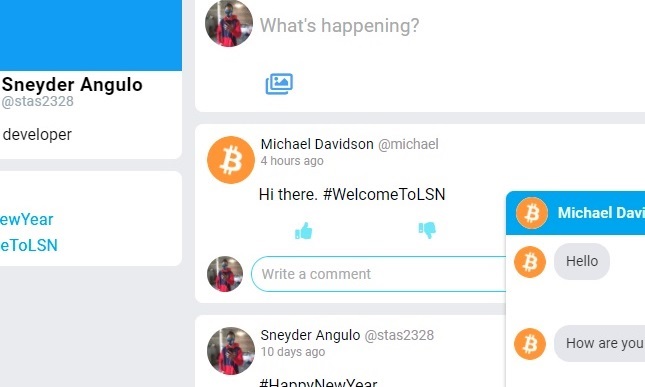 What's happening?
Sneyder Angulo
@stas2328
developer
ewYear
eToLSN
Michael Davidson @michael
4 hours ago
Hi there. #WelcomeToLSN
Write a comment
Sneyder Angulo @stas2328
10 days ago
#HappyNewYear
Michael Davi
Hello
How are you